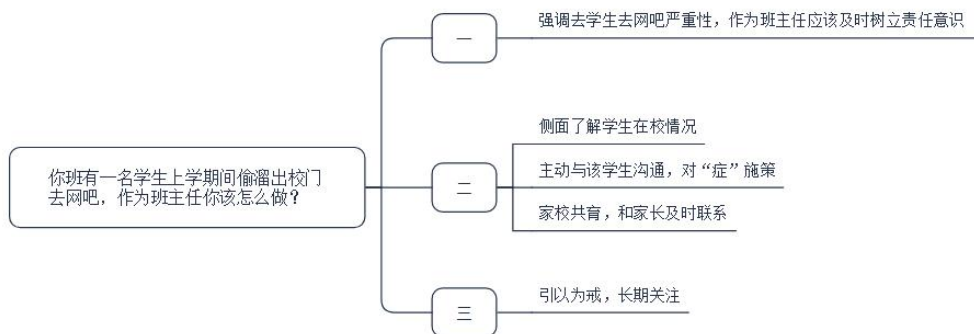 你班有一名学生上学期间偷溜出校门
去网吧，作为班主任你该怎么做？
一
强调去学生去网吧严重性，作为班主任应该及时树立责任意识
二
侧面了解学生在校情况
主动与该学生沟通，对“症”施策
家校共育，和家长及时联系
三
引以为戒，长期关注